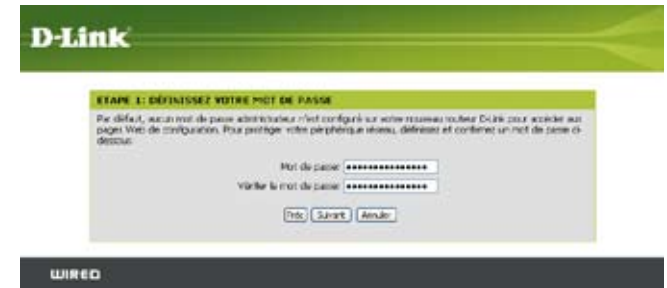 D-Link
ETAPE 1: DÉFINISSEZ VOTRE MOT DE PASSE
Par défaut, aucun mot de passe administrateur n'est configuré sur votre nouveau routeur D-Link pour accéder aux
pages Web de configuration. Pour protéger votre périphérique réseau, définissez et confirmez un mot de passe ci-
dessous:
Mot de passe: •••••••••••••••
Vérifier le mot de passe: •••••••••••••••
Préc Suivant Annuler
WIRED